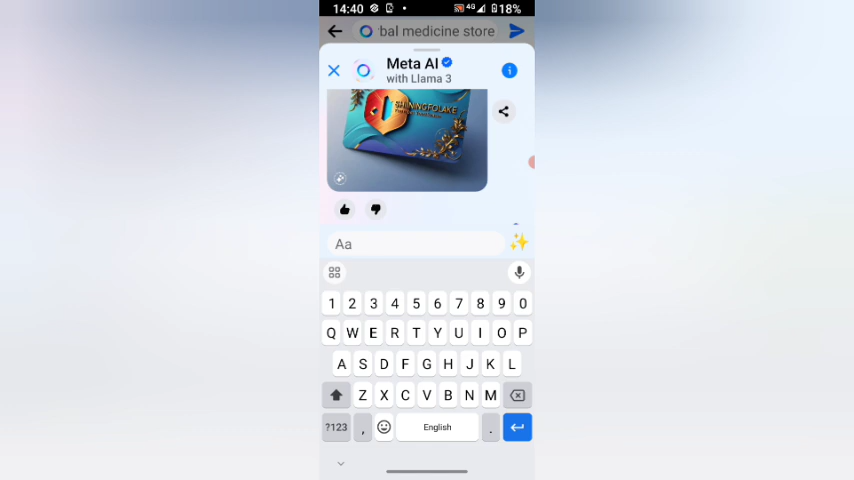 14:40 4G 18%
bal medicine store
Meta AI
with Llama 3
SHININGFOLAKE
Aa
1 2 3 4 5 6 7 8 9 0
Q W E R T Y U I O P
A S D F G H J K L
Z X C V B N M
?123 , English .